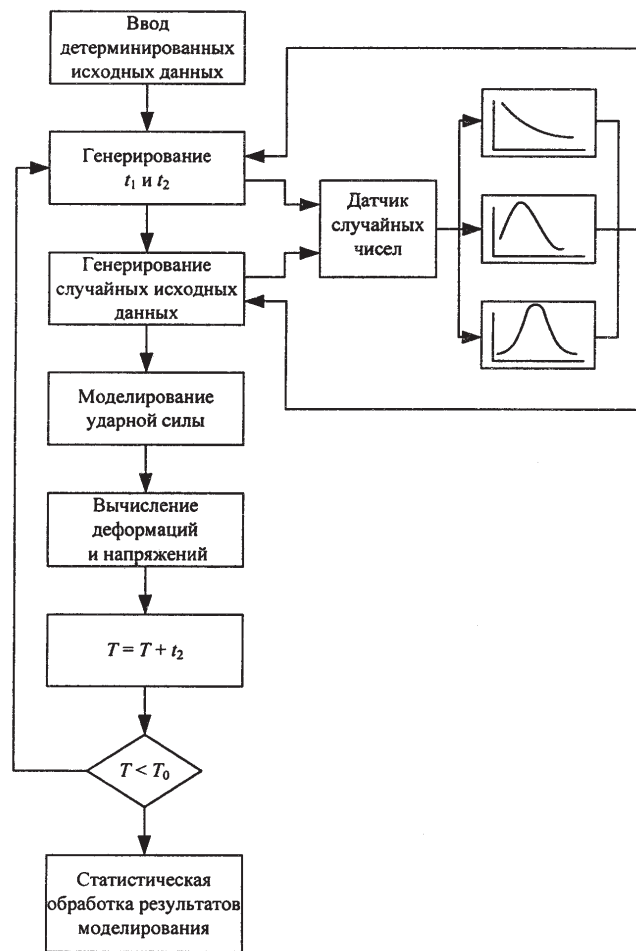 Ввод
детерминированных
исходных данных
Генерирование
t₁ и t₂
Датчик
случайных
чисел
Генерирование
случайных исходных
данных
Моделирование
ударной силы
Вычисление
деформаций
и напряжений
T = T + t₂
T < T₀
Статистическая
обработка результатов
моделирования